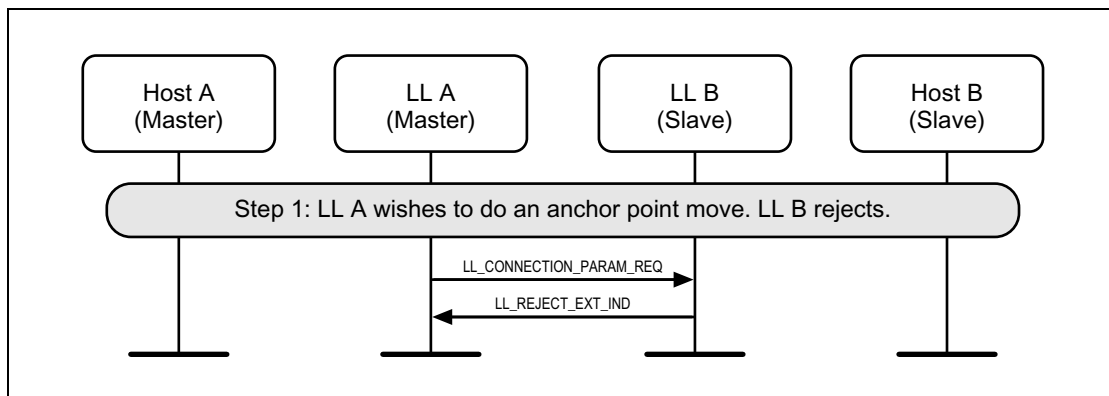 Host A
(Master)
LL A
(Master)
LL B
(Slave)
Host B
(Slave)
Step 1: LL A wishes to do an anchor point move. LL B rejects.
LL_CONNECTION_PARAM_REQ
LL_REJECT_EXT_IND